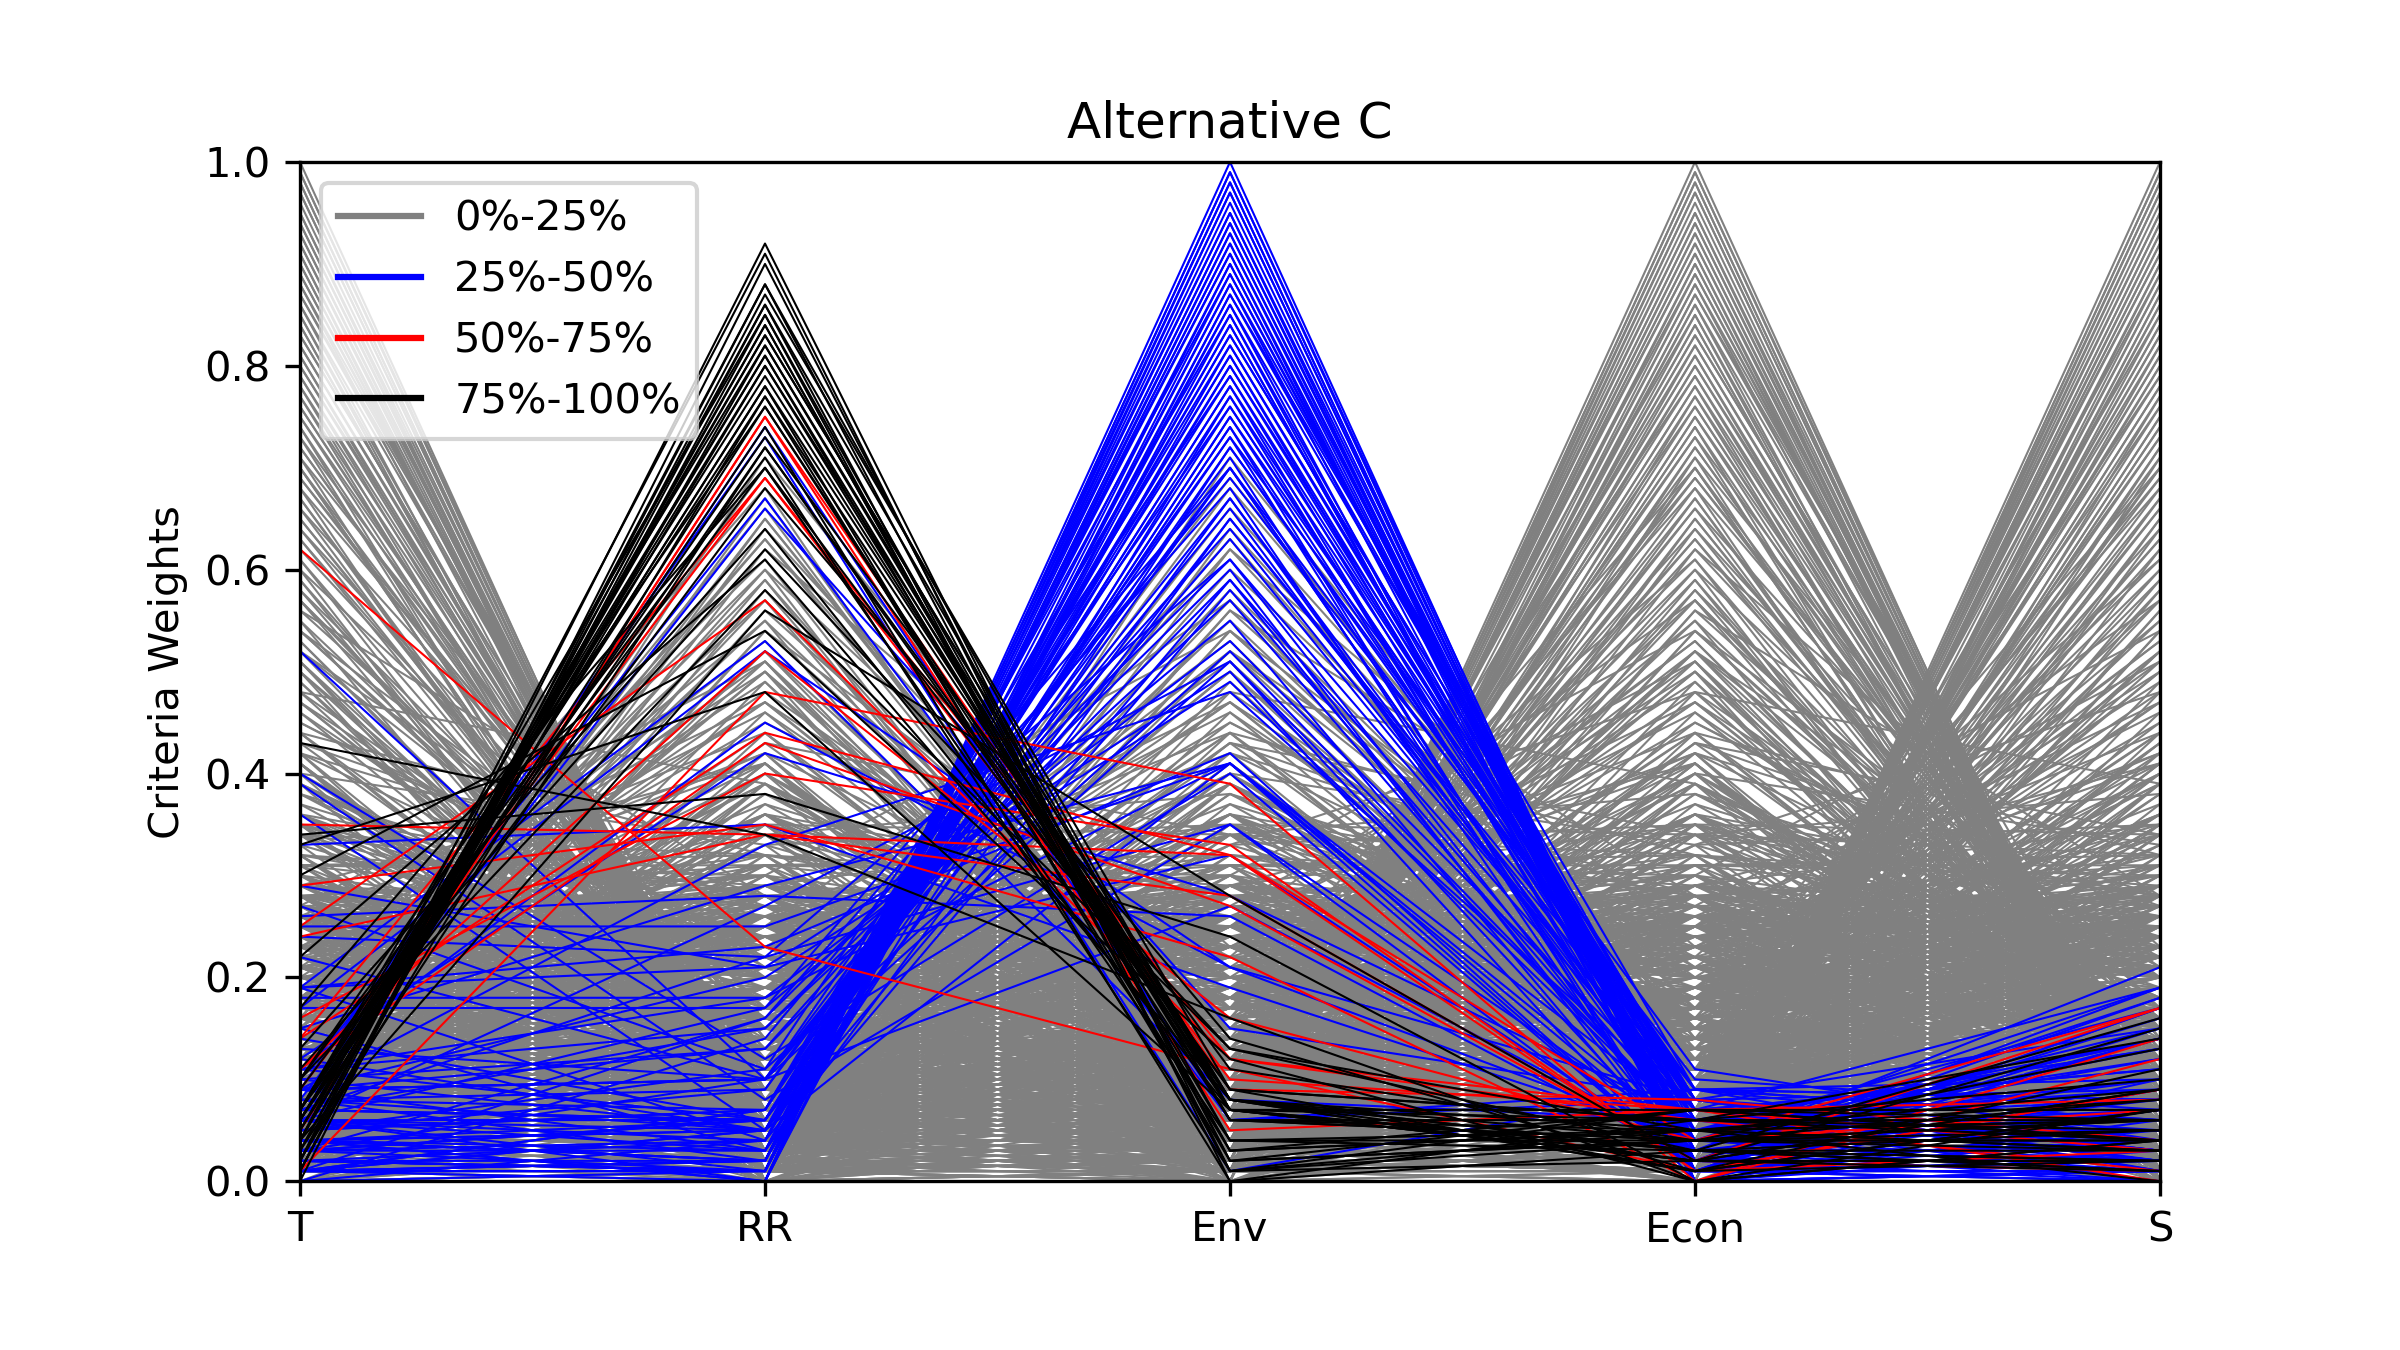 Alternative C
1.0
0.8
0.6
0.4
0.2
0.0
Criteria Weights
0%-25%
25%-50%
50%-75%
75%-100%
T
RR
Env
Econ
S